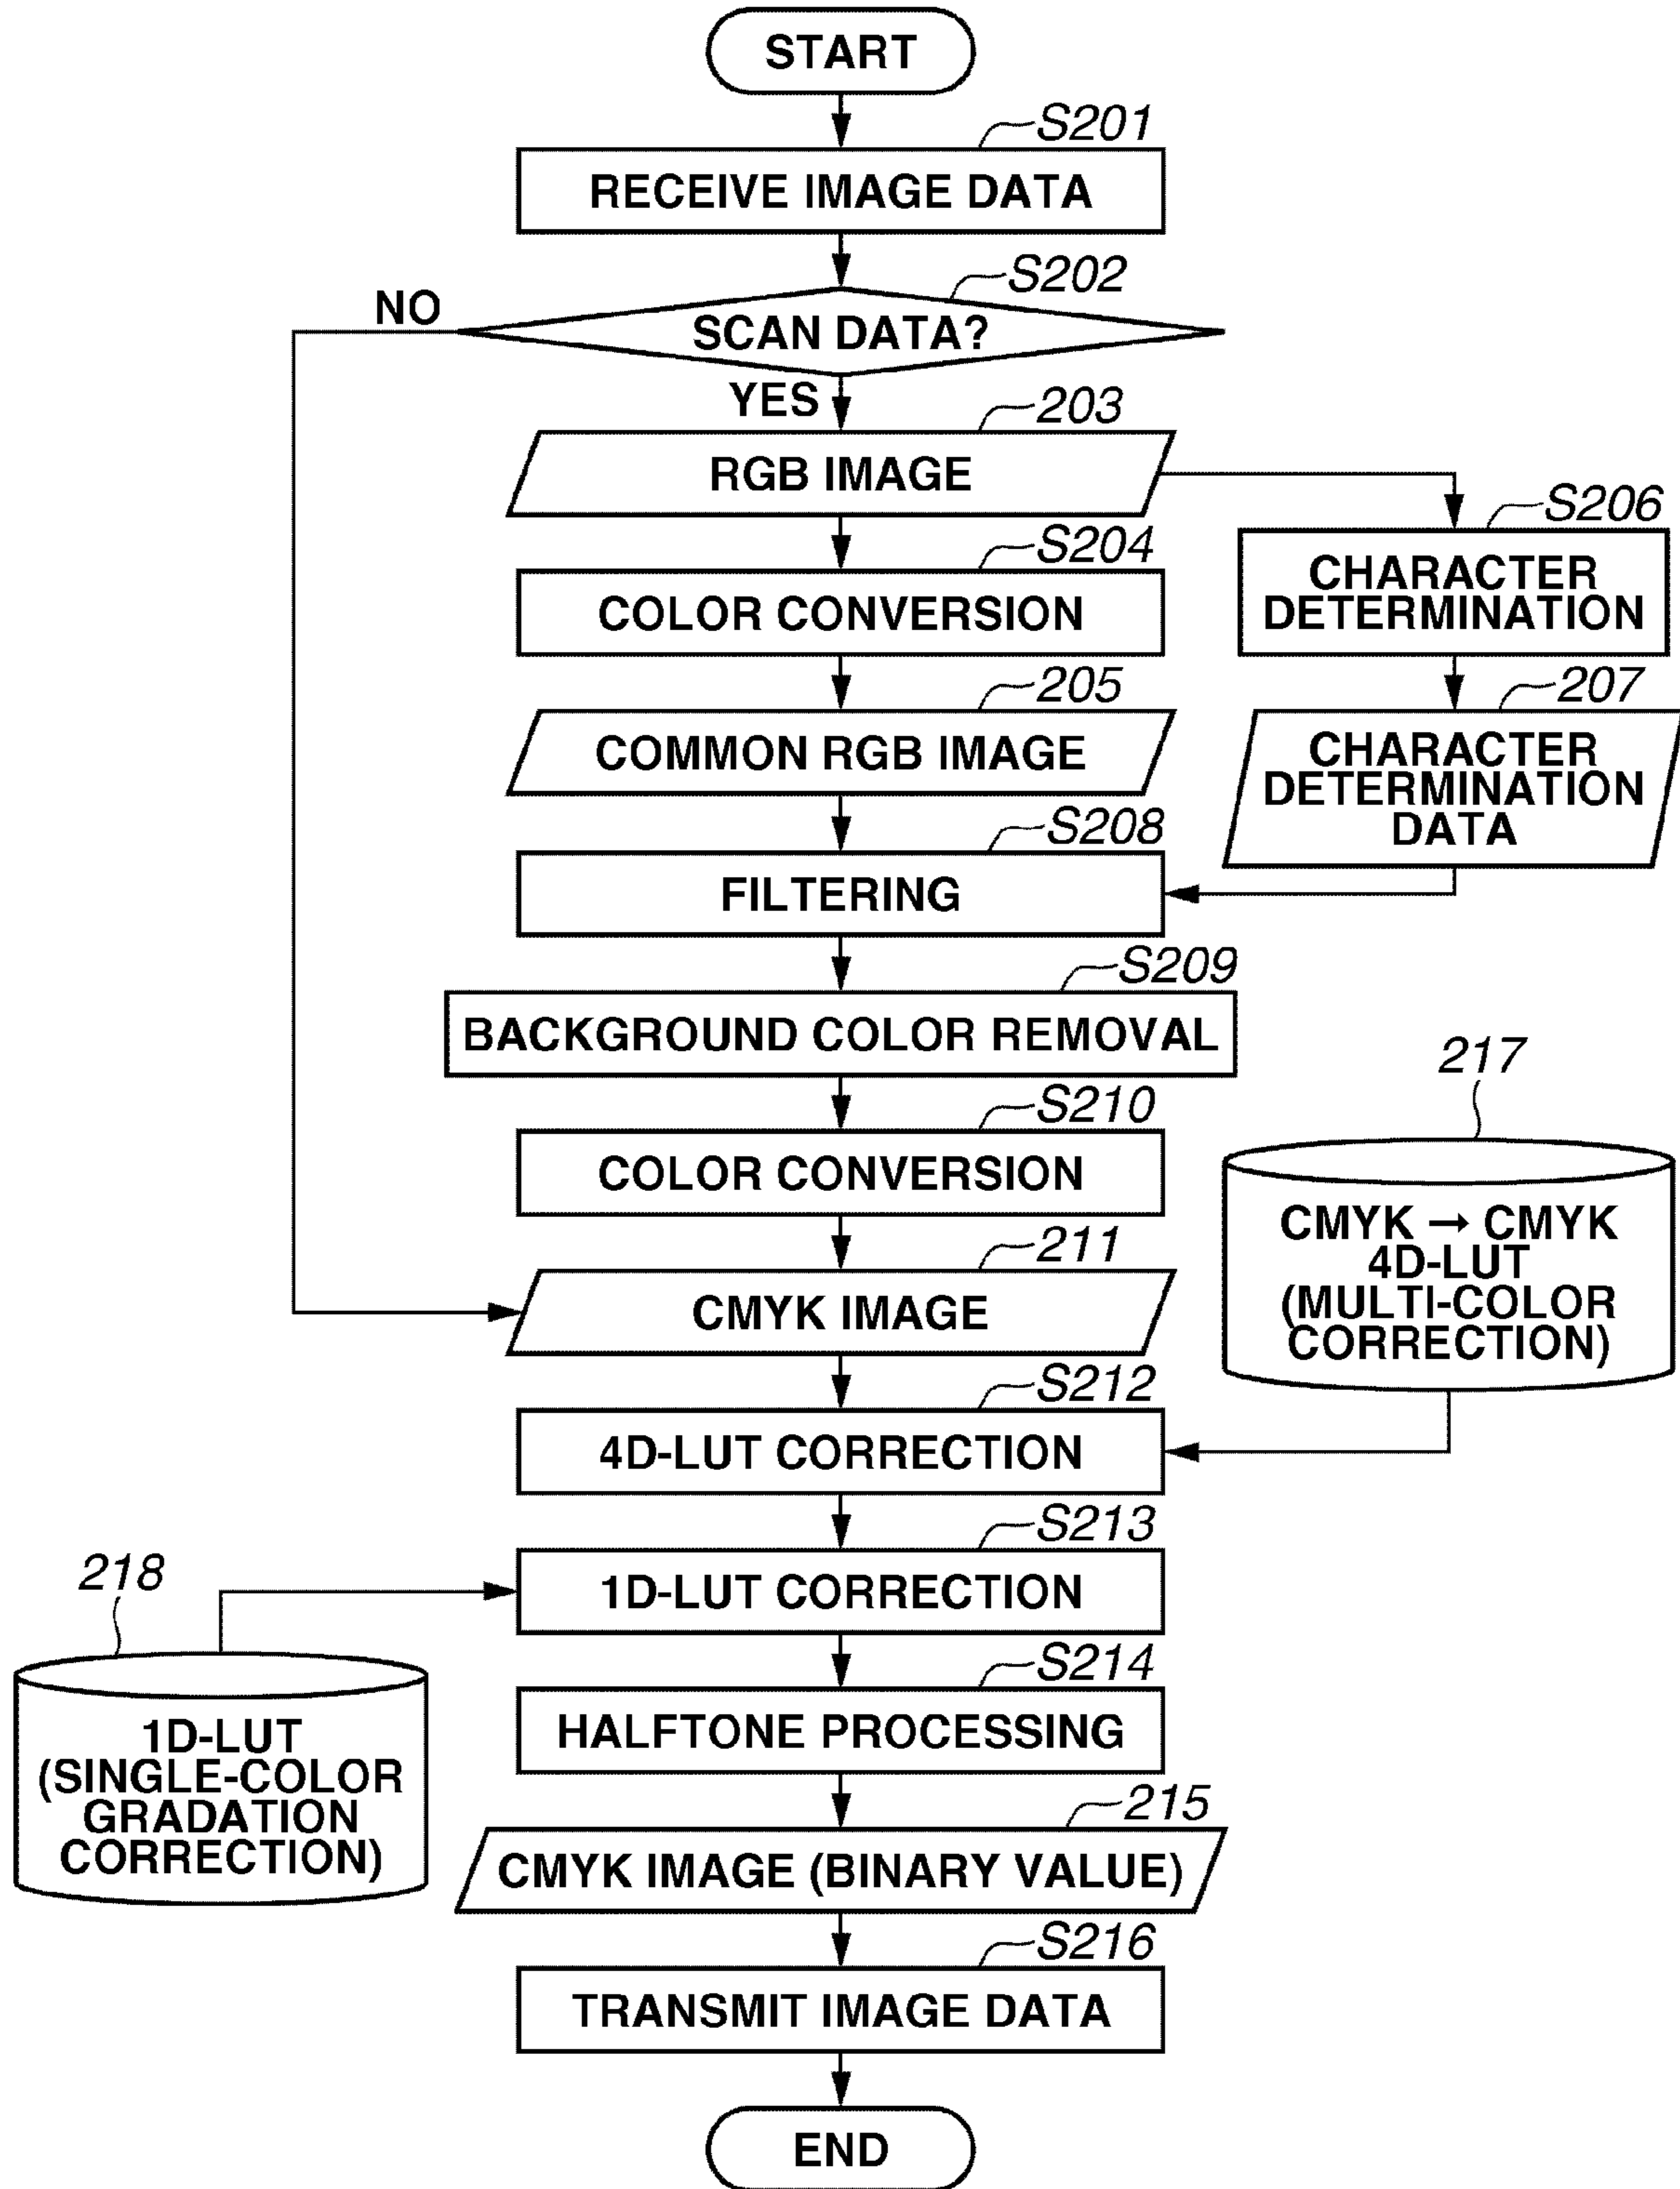 START
S201
RECEIVE IMAGE DATA
S202
NO
SCAN DATA?
YES
203
RGB IMAGE
S204
COLOR CONVERSION
S206
CHARACTER
DETERMINATION
205
COMMON RGB IMAGE
207
CHARACTER
DETERMINATION
DATA
S208
FILTERING
S209
BACKGROUND COLOR REMOVAL
S210
COLOR CONVERSION
217
CMYK → CMYK
4D-LUT
(MULTI-COLOR
CORRECTION)
211
CMYK IMAGE
S212
4D-LUT CORRECTION
S213
1D-LUT CORRECTION
218
1D-LUT
(SINGLE-COLOR
GRADATION
CORRECTION)
S214
HALFTONE PROCESSING
215
CMYK IMAGE (BINARY VALUE)
S216
TRANSMIT IMAGE DATA
END